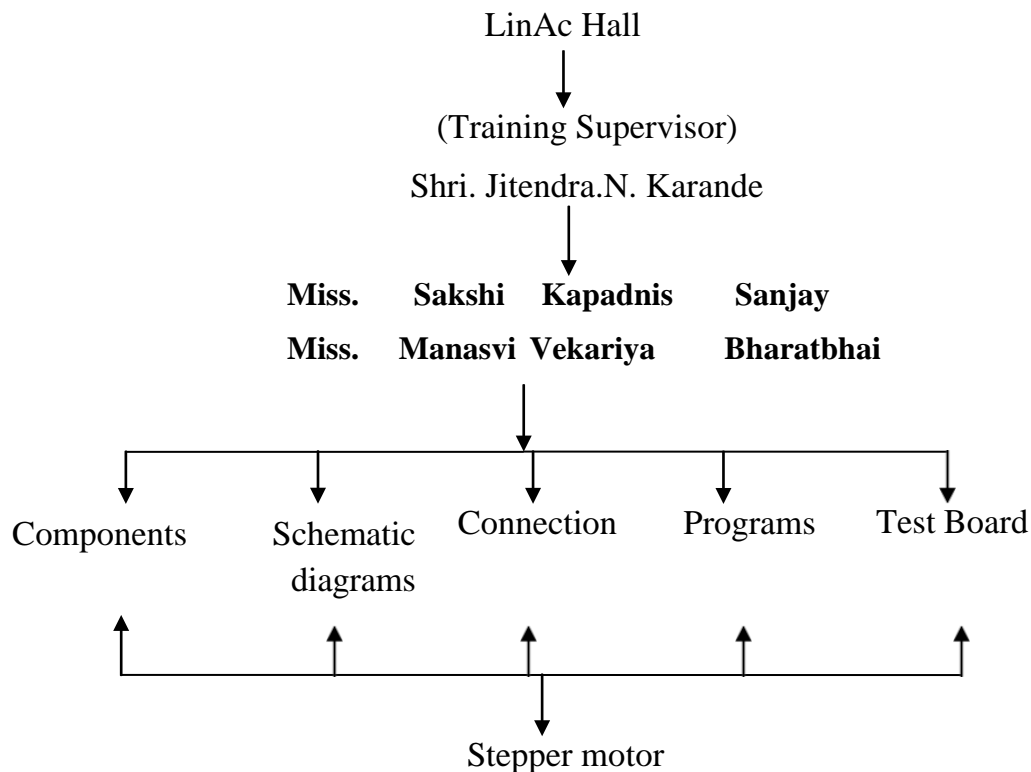 LinAc Hall
(Training Supervisor)
Shri. Jitendra.N. Karande
Miss. Sakshi Kapadnis Sanjay
Miss. Manasvi Vekariya Bharatbhai
Components
Schematic
diagrams
Connection
Programs
Test Board
Stepper motor